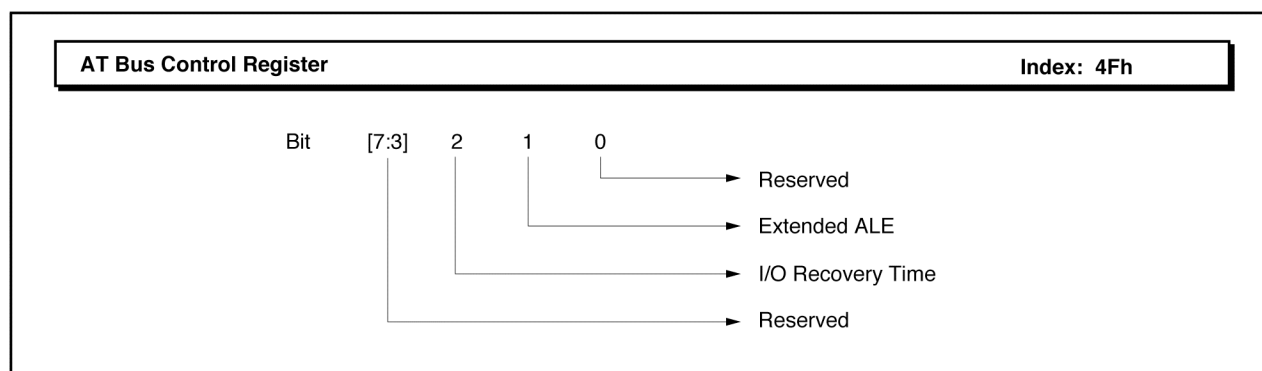 AT Bus Control Register Index: 4Fh
Bit [7:3] 2 1 0
Reserved
Extended ALE
I/O Recovery Time
Reserved